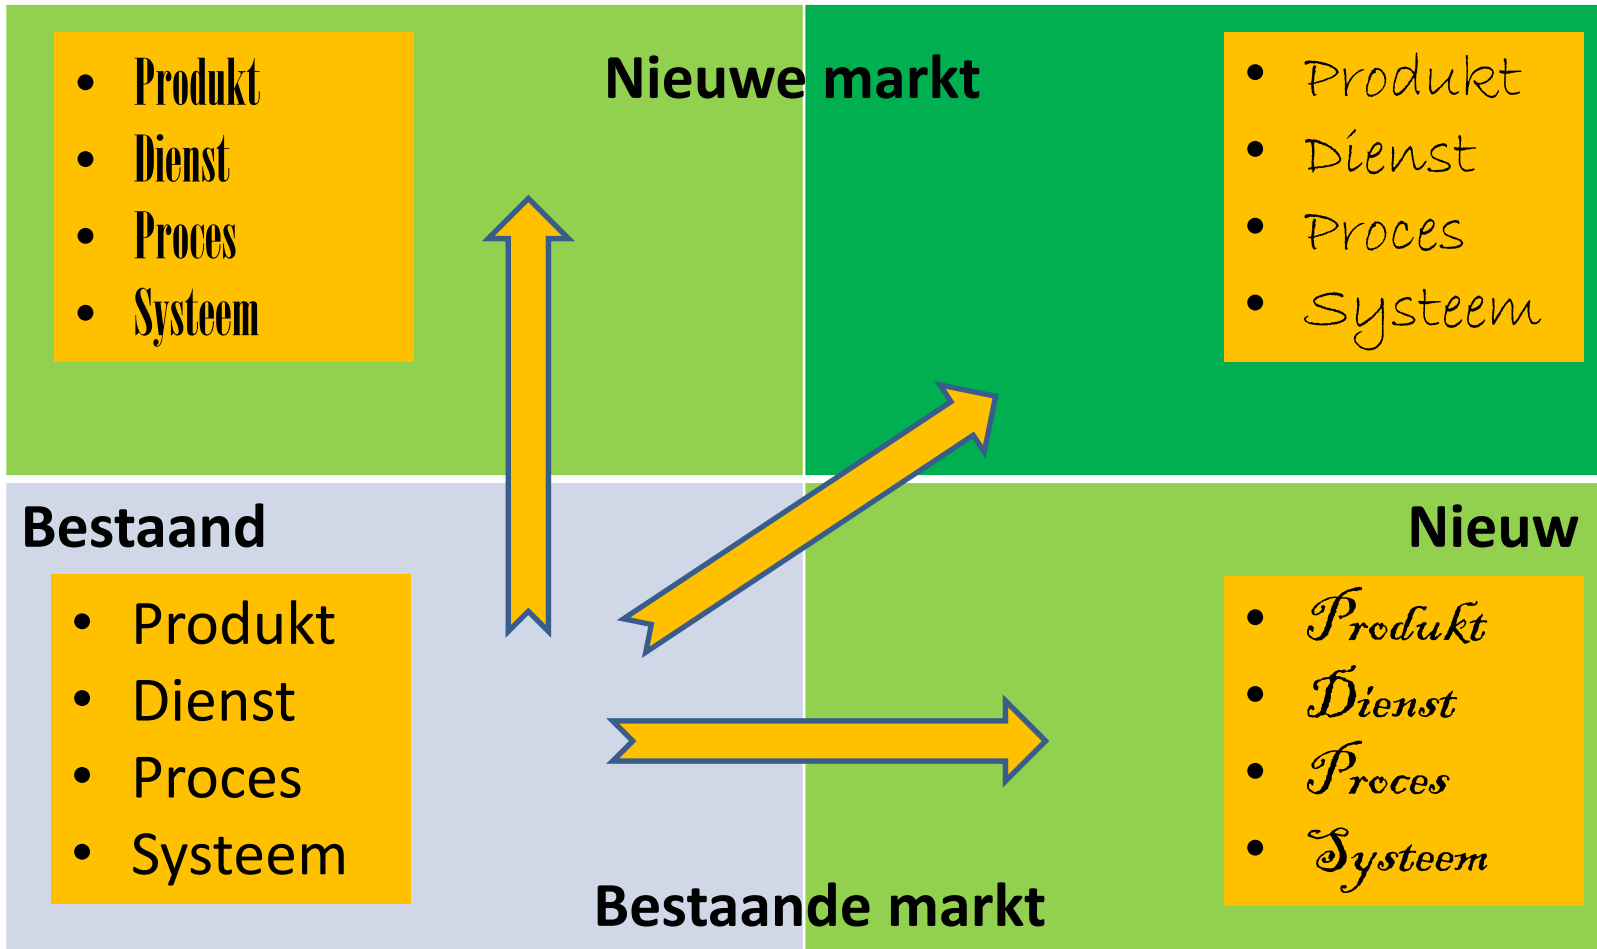 Nieuwe markt
• Produkt
• Dienst
• Proces
• Systeem
• Produkt
• Dienst
• Proces
• Systeem
Bestaand
Nieuw
• Produkt
• Dienst
• Proces
• Systeem
• Produkt
• Dienst
• Proces
• Systeem
Bestaande markt